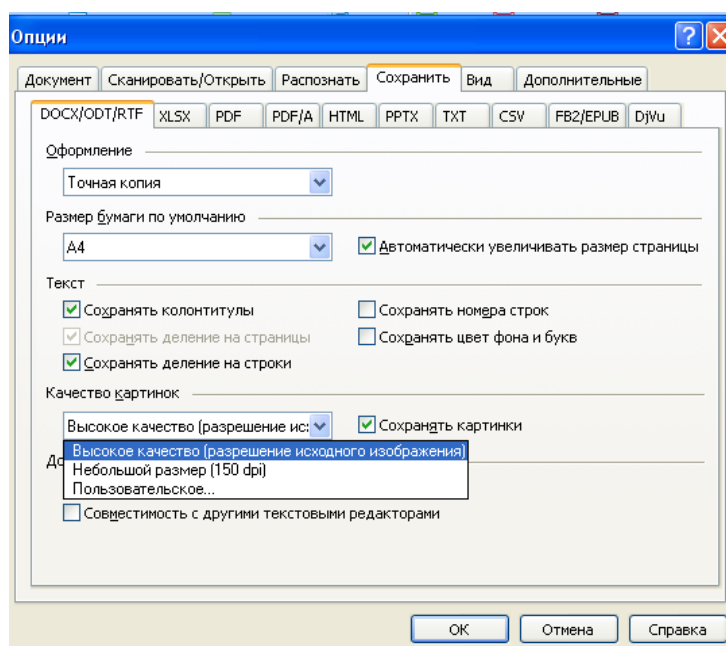 Опции
Документ Сканировать/Открыть Распознать Сохранить Вид Дополнительные
DOCX/ODT/RTF XLSX PDF PDF/A HTML PPTX TXT CSV FB2/EPUB DjVu
Оформление
Точная копия
Размер бумаги по умолчанию
A4 Автоматически увеличивать размер страницы
Текст
Сохранять колонтитулы Сохранять номера строк
Сохранять деление на страницы Сохранять цвет фона и букв
Сохранять деление на строки
Качество картинок
Высокое качество (разрешение ис: Сохранять картинки
Высокое качество (разрешение исходного изображения)
До
Небольшой размер (150 dpi)
Пользовательское...
Совместимость с другими текстовыми редакторами
ОК Отмена Справка